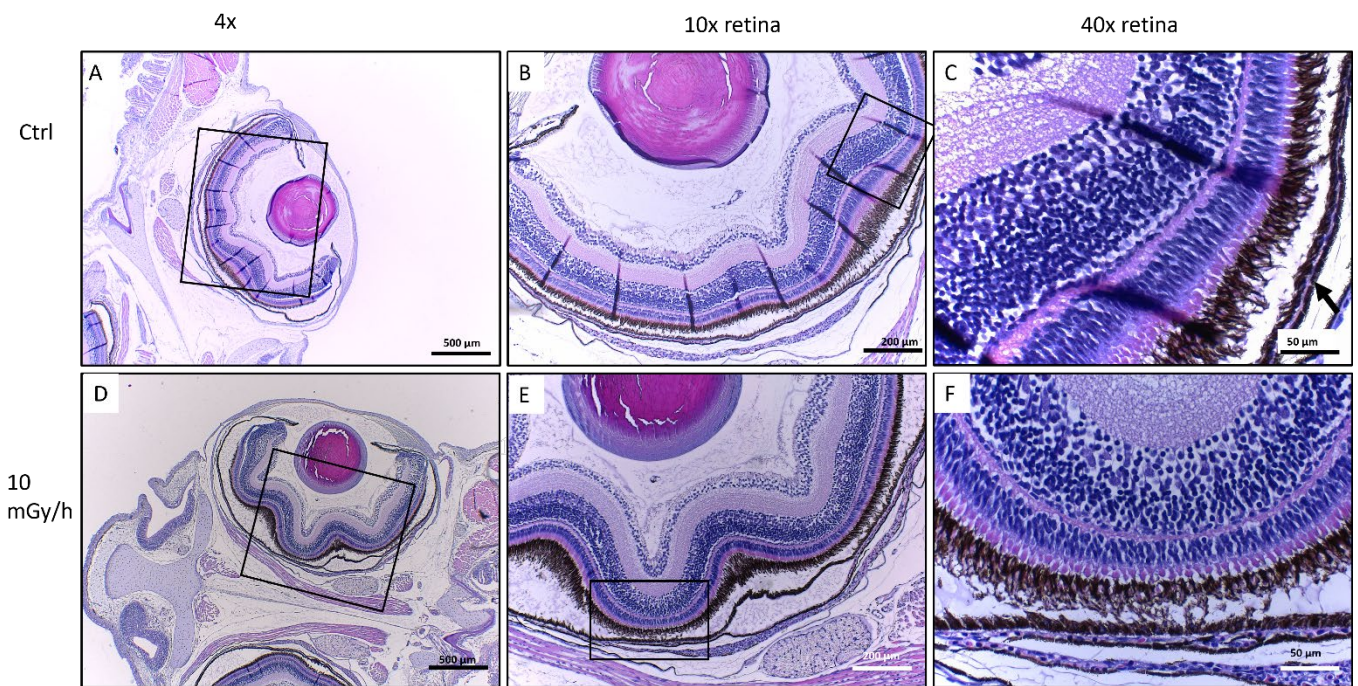 4x
10x retina
40x retina
Ctrl
A
500 µm
B
200 µm
C
50 µm
10
mGy/h
D
500 µm
E
200 µm
F
50 µm